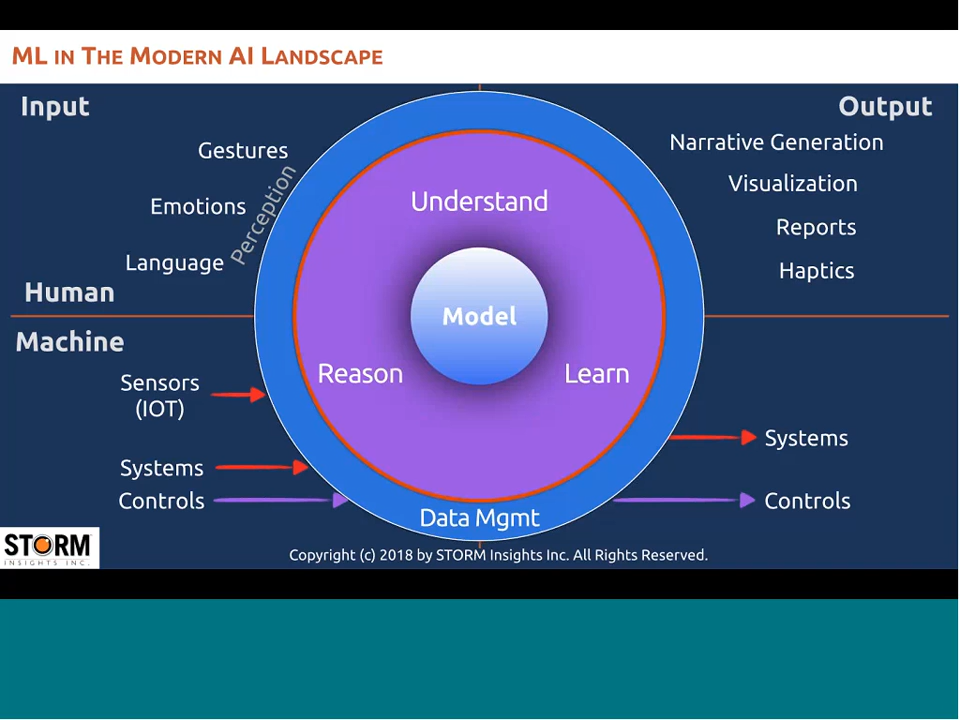 ML IN THE MODERN AI LANDSCAPE
Input
Output
Gestures
Emotions
Language
Perception
Human
Narrative Generation
Visualization
Reports
Haptics
Understand
Model
Reason
Learn
Machine
Sensors
(IOT)
Systems
Controls
Systems
Controls
Data Mgmt
STORM
INSIGHTS INC.
Copyright (c) 2018 by STORM Insights Inc. All Rights Reserved.